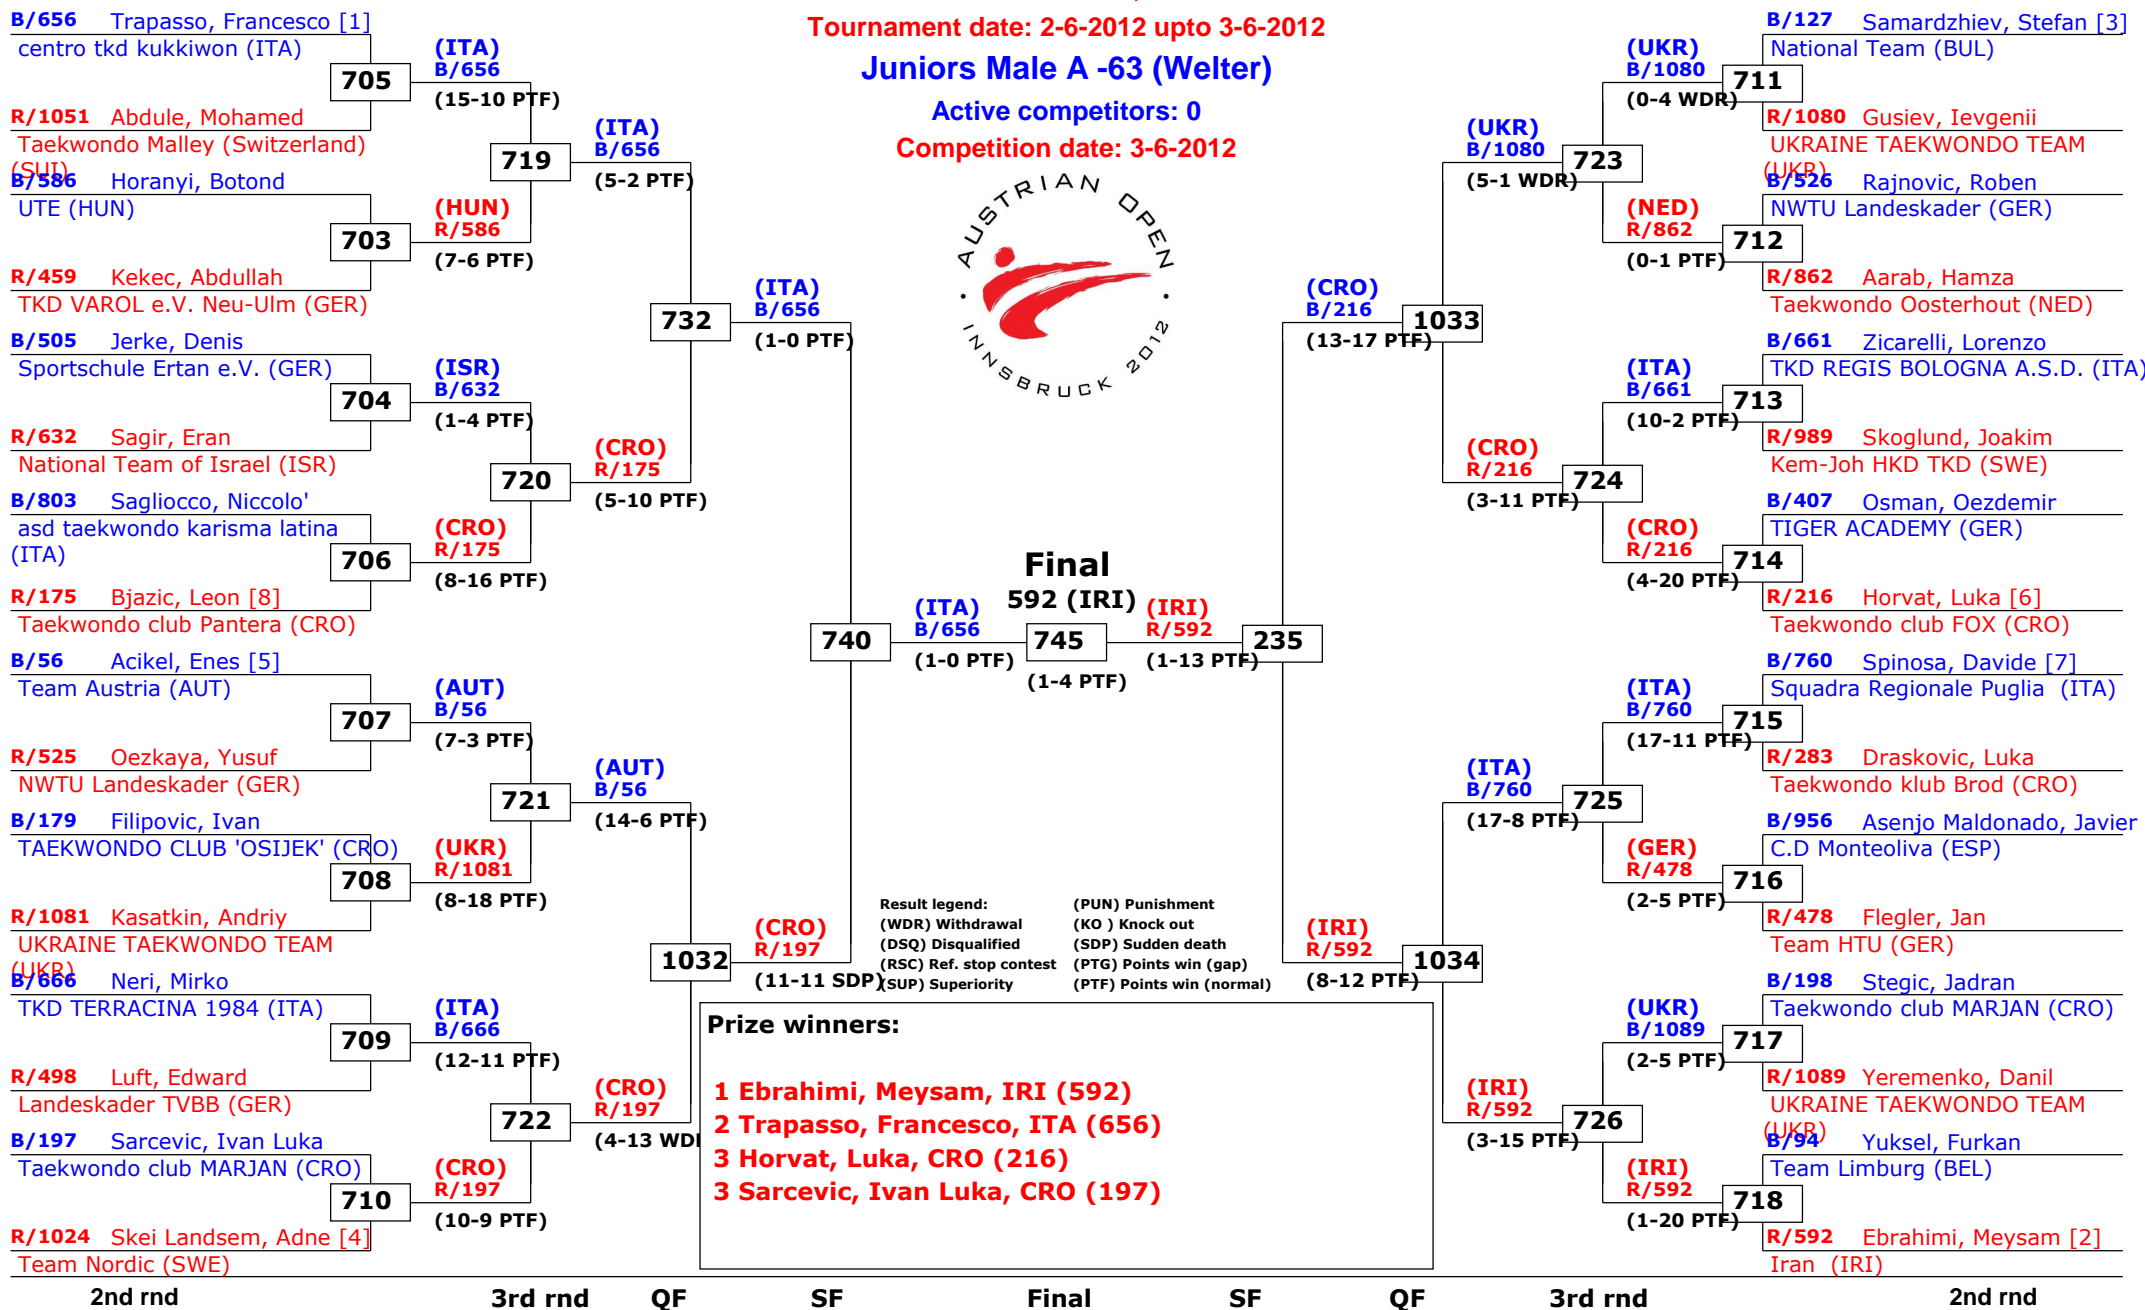 Tournament date: 2-6-2012 upto 3-6-2012
Juniors Male A -63 (Welter)
Active competitors: 0
Competition date: 3-6-2012
AUSTRIAN OPEN
· INNSBRUCK 2012 ·
B/656 Trapasso, Francesco [1]
centro tkd kukkiwon (ITA)
705
R/1051 Abdule, Mohamed
Taekwondo Malley (Switzerland)
(SUI)
B/586 Horanyi, Botond
UTE (HUN)
703
R/459 Kekec, Abdullah
TKD VAROL e.V. Neu-Ulm (GER)
B/505 Jerke, Denis
Sportschule Ertan e.V. (GER)
704
R/632 Sagir, Eran
National Team of Israel (ISR)
B/803 Sagliocco, Niccolo'
asd taekwondo karisma latina
(ITA)
706
R/175 Bjazic, Leon [8]
Taekwondo club Pantera (CRO)
B/56 Acikel, Enes [5]
Team Austria (AUT)
707
R/525 Oezkaya, Yusuf
NWTU Landeskader (GER)
B/179 Filipovic, Ivan
TAEKWONDO CLUB 'OSIJEK' (CRO)
708
R/1081 Kasatkin, Andriy
UKRAINE TAEKWONDO TEAM
(UKR)
B/666 Neri, Mirko
TKD TERRACINA 1984 (ITA)
709
R/498 Luft, Edward
Landeskader TVBB (GER)
B/197 Sarcevic, Ivan Luka
Taekwondo club MARJAN (CRO)
710
R/1024 Skei Landsem, Adne [4]
Team Nordic (SWE)
(ITA)
B/656
(15-10 PTF)
719
(HUN)
R/586
(7-6 PTF)
(ISR)
B/632
(1-4 PTF)
720
(CRO)
R/175
(8-16 PTF)
(AUT)
B/56
(7-3 PTF)
721
(UKR)
R/1081
(8-18 PTF)
(ITA)
B/666
(12-11 PTF)
722
(CRO)
R/197
(10-9 PTF)
(ITA)
B/656
(5-2 PTF)
732
(CRO)
R/175
(5-10 PTF)
(AUT)
B/56
(14-6 PTF)
1032
(CRO)
R/197
(4-13 WD
(ITA)
B/656
(1-0 PTF)
740
(CRO)
R/197
(11-11 SDP)
(ITA)
B/656
(1-0 PTF)
Final
592 (IRI)
745
(1-4 PTF)
(IRI)
R/592
(1-13 PTF)
235
(CRO)
B/216
(13-17 PTF)
1033
(IRI)
R/592
(8-12 PTF)
1034
(UKR)
B/1080
(5-1 WDR)
723
(CRO)
R/216
(3-11 PTF)
724
(ITA)
B/760
(17-8 PTF)
725
(IRI)
R/592
(3-15 PTF)
726
(UKR)
B/1080
(0-4 WDR)
711
(NED)
R/862
(0-1 PTF)
712
(ITA)
B/661
(10-2 PTF)
713
(CRO)
R/216
(4-20 PTF)
714
(ITA)
B/760
(17-11 PTF)
715
(GER)
R/478
(2-5 PTF)
716
(UKR)
B/1089
(2-5 PTF)
717
(IRI)
R/592
(1-20 PTF)
718
B/127 Samardzhiev, Stefan [3]
National Team (BUL)
R/1080 Gusiev, Ievgenii
UKRAINE TAEKWONDO TEAM
(UKR)
B/526 Rajnovic, Roben
NWTU Landeskader (GER)
R/862 Aarab, Hamza
Taekwondo Oosterhout (NED)
B/661 Zicarelli, Lorenzo
TKD REGIS BOLOGNA A.S.D. (ITA)
R/989 Skoglund, Joakim
Kem-Joh HKD TKD (SWE)
B/407 Osman, Oezdemir
TIGER ACADEMY (GER)
R/216 Horvat, Luka [6]
Taekwondo club FOX (CRO)
B/760 Spinosa, Davide [7]
Squadra Regionale Puglia (ITA)
R/283 Draskovic, Luka
Taekwondo klub Brod (CRO)
B/956 Asenjo Maldonado, Javier
C.D Monteoliva (ESP)
R/478 Flegler, Jan
Team HTU (GER)
B/198 Stegic, Jadran
Taekwondo club MARJAN (CRO)
R/1089 Yeremenko, Danil
UKRAINE TAEKWONDO TEAM
(UKR)
B/94 Yuksel, Furkan
Team Limburg (BEL)
R/592 Ebrahimi, Meysam [2]
Iran (IRI)
Result legend: (PUN) Punishment
(WDR) Withdrawal (KO ) Knock out
(DSQ) Disqualified (SDP) Sudden death
(RSC) Ref. stop contest (PTG) Points win (gap)
(SUP) Superiority (PTF) Points win (normal)
Prize winners:
1 Ebrahimi, Meysam, IRI (592)
2 Trapasso, Francesco, ITA (656)
3 Horvat, Luka, CRO (216)
3 Sarcevic, Ivan Luka, CRO (197)
2nd rnd 3rd rnd QF SF Final SF QF 3rd rnd 2nd rnd